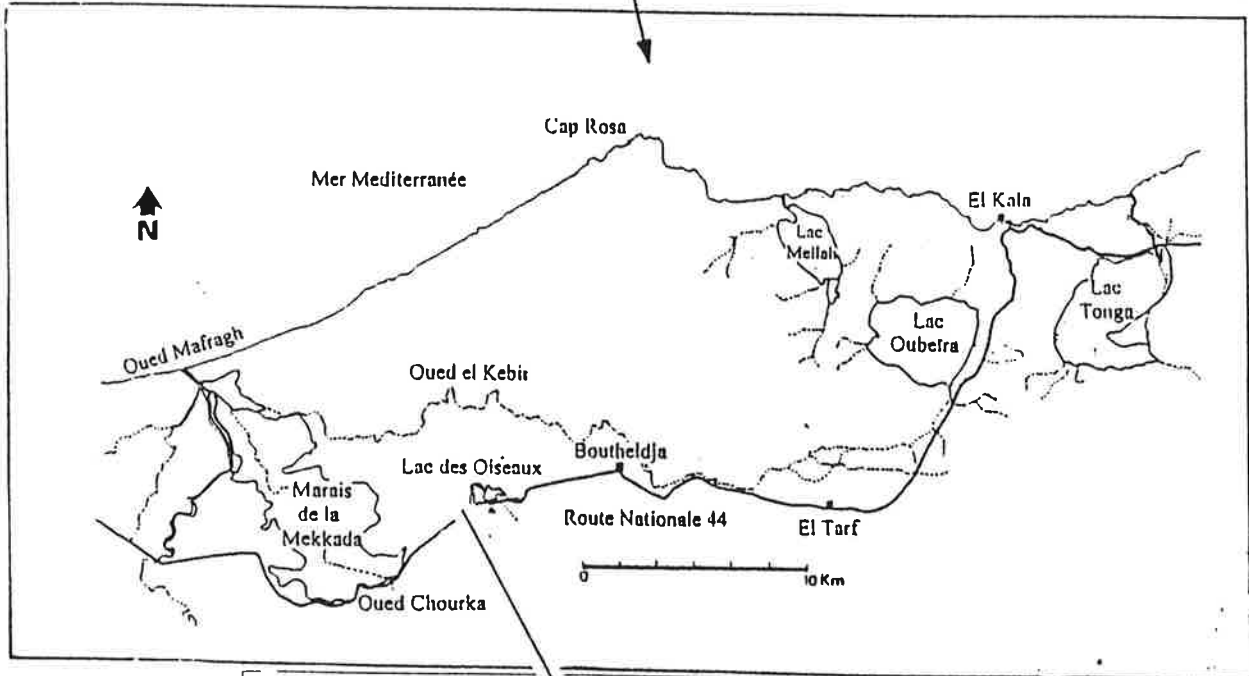 Cap Rosa
Mer Mediterranée
N
El Kala
Lac
Mellah
Lac
Tonga
Lac
Oubeïra
Oued Mafragh
Oued el Kebir
Boutheldja
Lac des Oiseaux
Marais
de la
Mekkada
Route Nationale 44
El Tarf
0 10 Km
Oued Chourka